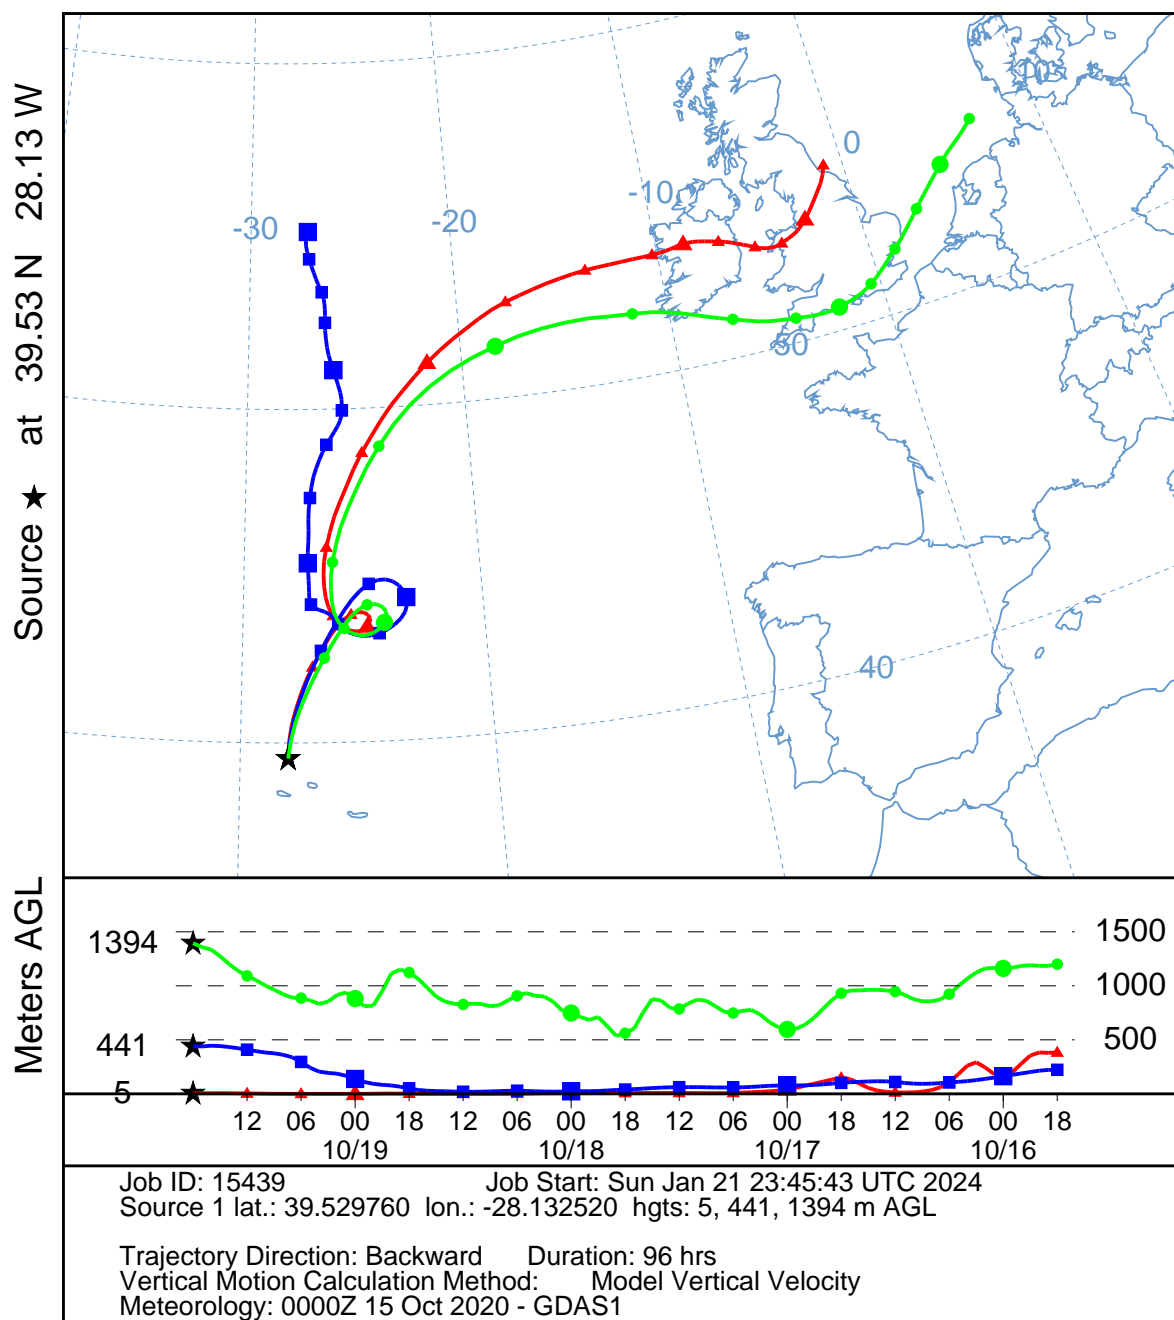 Source ★ at 39.53 N 28.13 W
-30
-20
-10
0
10
50
40
Meters AGL
1394
441
5
1500
1000
500
12 06 00 18 12 06 00 18 12 06 00 18 12 06 00 18
10/19 10/18 10/17 10/16
Job ID: 15439 Job Start: Sun Jan 21 23:45:43 UTC 2024
Source 1 lat.: 39.529760 lon.: -28.132520 hgts: 5, 441, 1394 m AGL
Trajectory Direction: Backward Duration: 96 hrs
Vertical Motion Calculation Method: Model Vertical Velocity
Meteorology: 0000Z 15 Oct 2020 - GDAS1